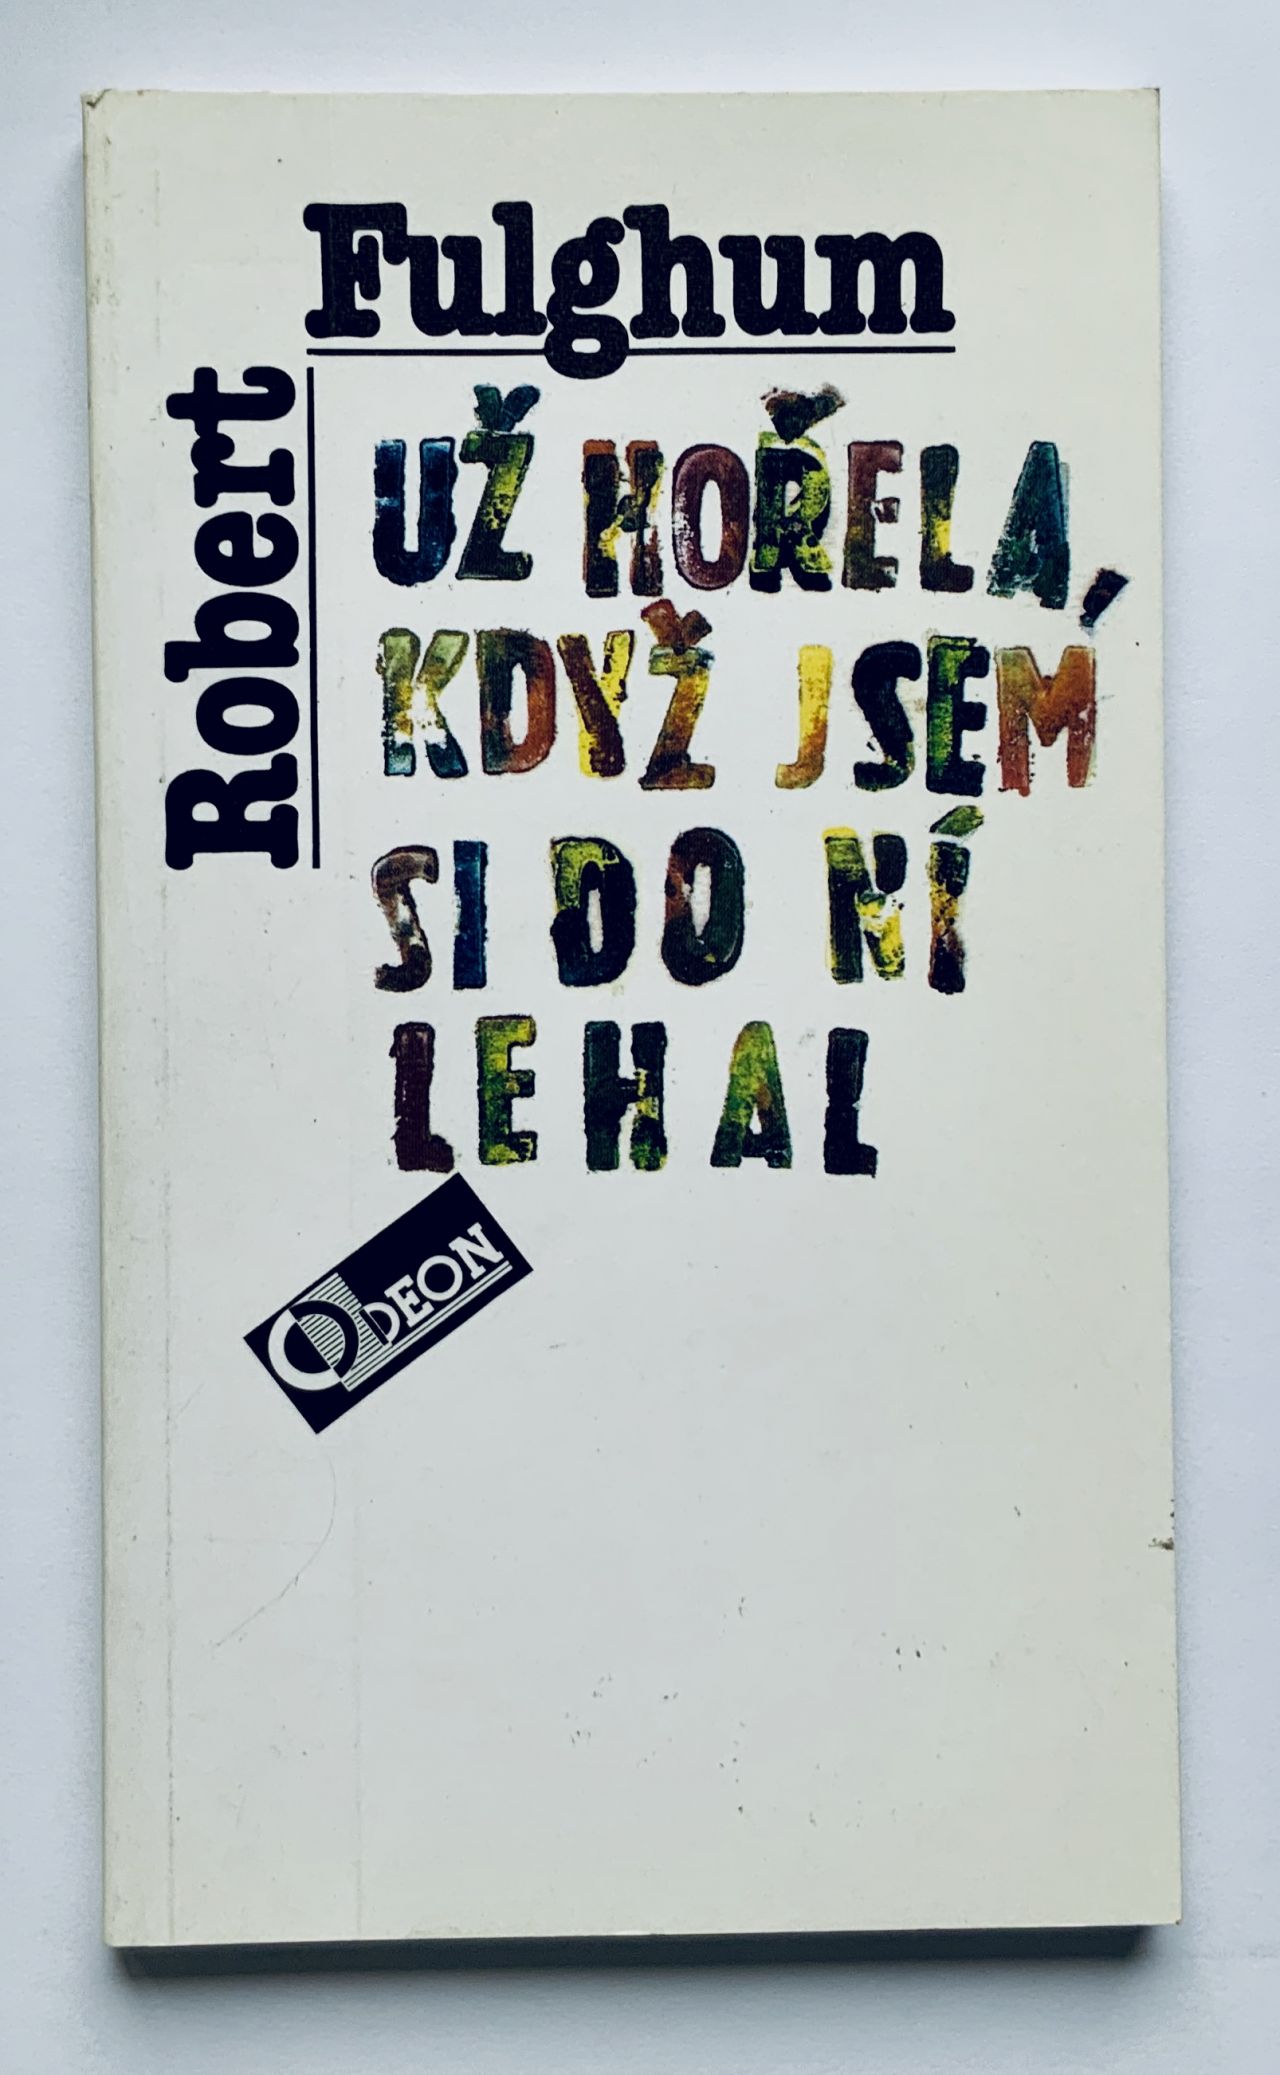 Robert
Fulghum
UŽ HOŘELA,
KDYŽ JSEM
SI DO NÍ
LEHAL
ODEON